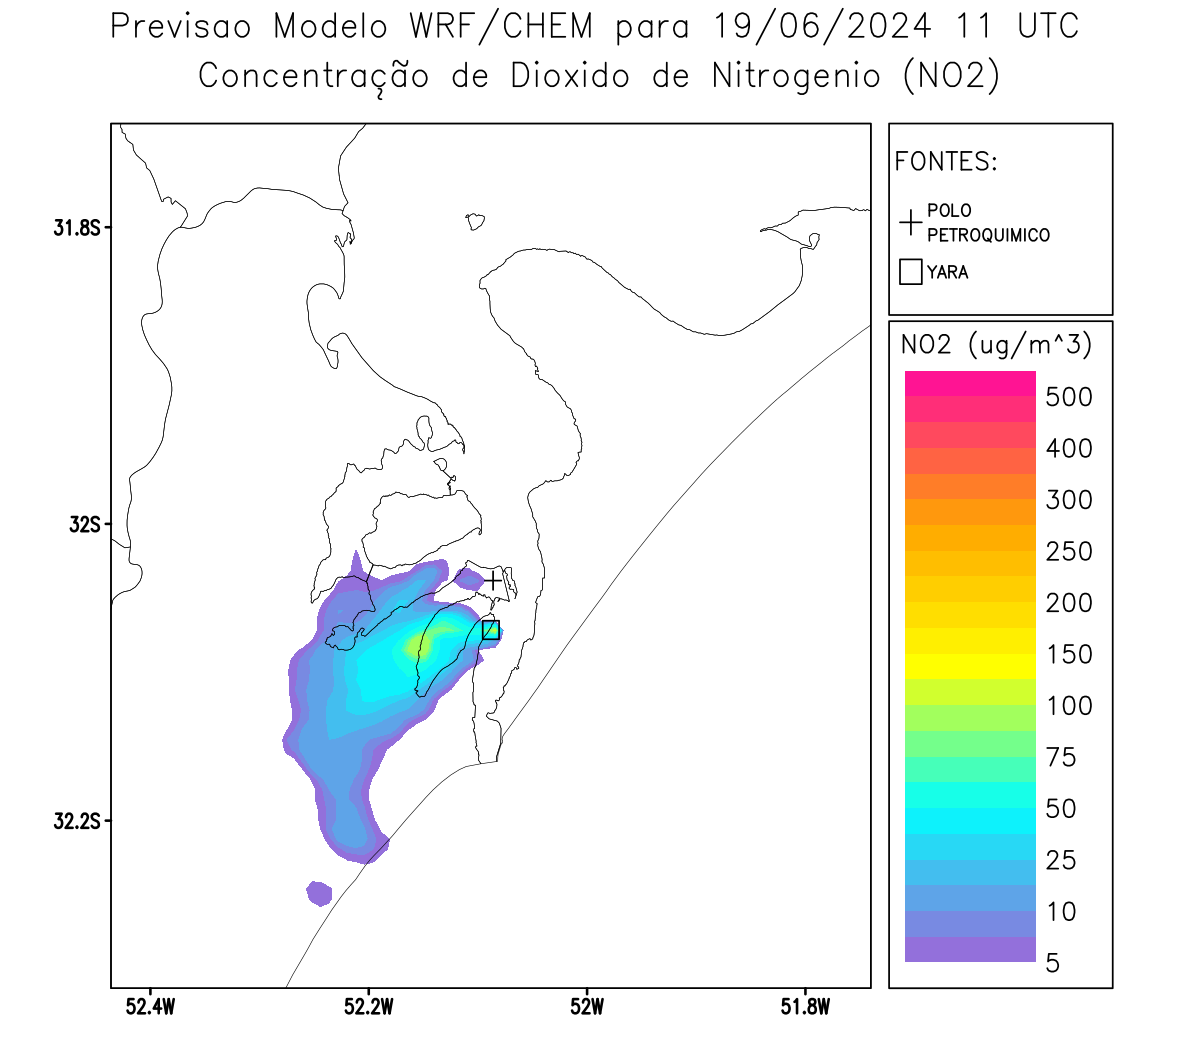 Previsao Modelo WRF/CHEM para 19/06/2024 11 UTC
Concentração de Dioxido de Nitrogenio (NO2)
FONTES:
POLO
PETROQUIMICO
YARA
31.8S
32S
32.2S
52.4W
52.2W
52W
51.8W
NO2 (ug/m^3)
500
400
300
250
200
150
100
75
50
25
10
5